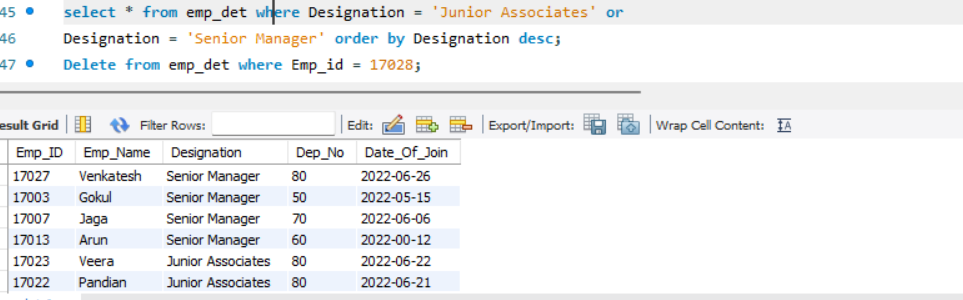 45 select * from emp_det where Designation = 'Junior Associates' or
46 Designation = 'Senior Manager' order by Designation desc;
47 Delete from emp_det where Emp_id = 17028;
esult Grid Filter Rows: Edit: Export/Import: Wrap Cell Content: IA
Emp_ID Emp_Name Designation Dep_No Date_Of_Join
17027 Venkatesh Senior Manager 80 2022-06-26
17003 Gokul Senior Manager 50 2022-05-15
17007 Jaga Senior Manager 70 2022-06-06
17013 Arun Senior Manager 60 2022-00-12
17023 Veera Junior Associates 80 2022-06-22
17022 Pandian Junior Associates 80 2022-06-21